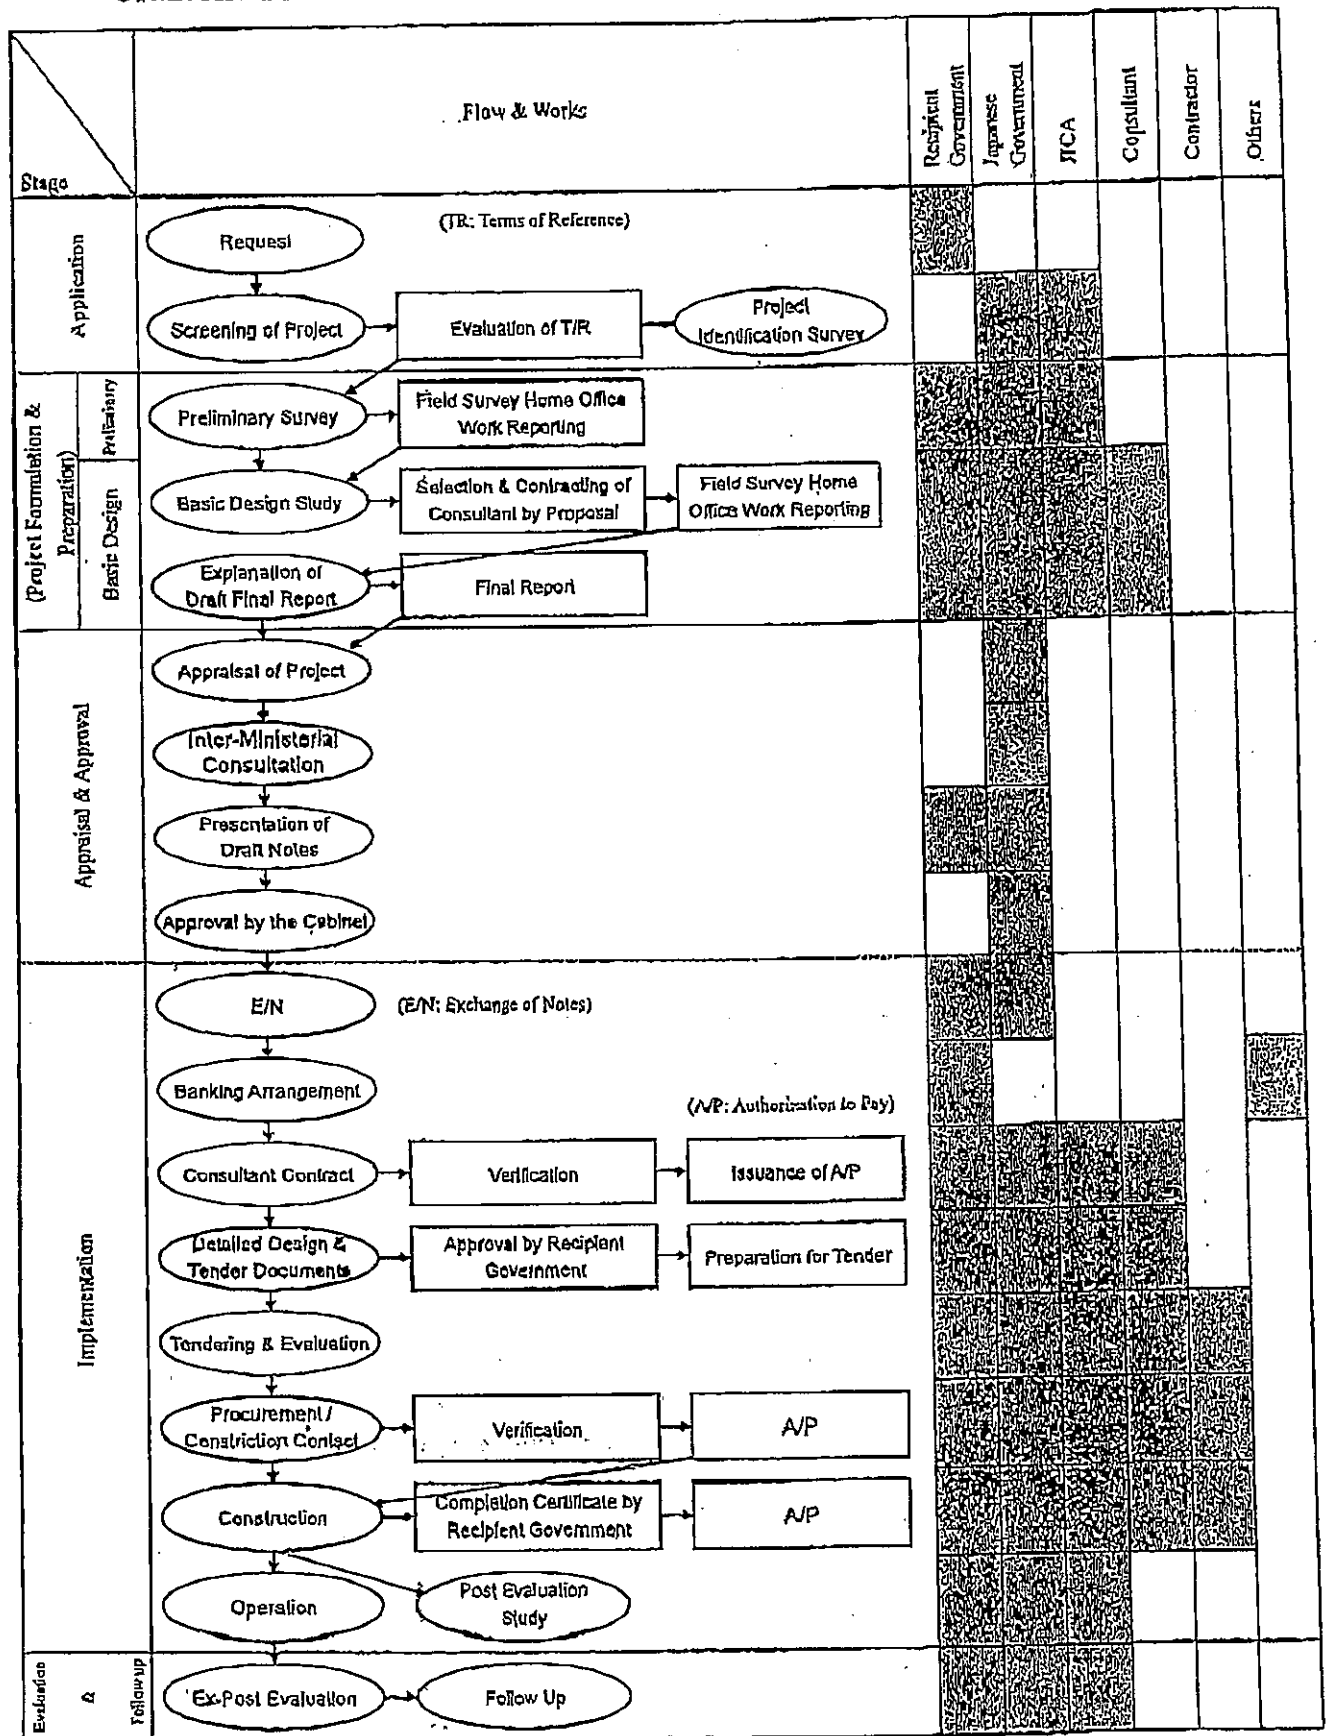 Flow & Works
Recipient
Government
Japanese
Government
JICA
Consultant
Contractor
Others
Stage
Application
Request
(TR: Terms of Reference)
Screening of Project
Evaluation of T/R
Project
Identification Survey
(Project Formulation &
Preparation)
Preliminary
Preliminary Survey
Field Survey Home Office
Work Reporting
Basic Design
Basic Design Study
Selection & Contracting of
Consultant by Proposal
Field Survey Home
Office Work Reporting
Explanation of
Draft Final Report
Final Report
Appraisal & Approval
Appraisal of Project
Inter-Ministerial
Consultation
Presentation of
Draft Notes
Approval by the Cabinet
Implementation
E/N
(E/N: Exchange of Notes)
Banking Arrangement
(A/P: Authorization to Pay)
Consultant Contract
Verification
Issuance of A/P
Detailed Design &
Tender Documents
Approval by Recipient
Government
Preparation for Tender
Tendering & Evaluation
Procurement /
Constriction Contact
Verification
A/P
Construction
Completion Certificate by
Recipient Government
A/P
Operation
Post Evaluation
Study
Evaluation
&
Follow up
Ex-Post Evaluation
Follow Up